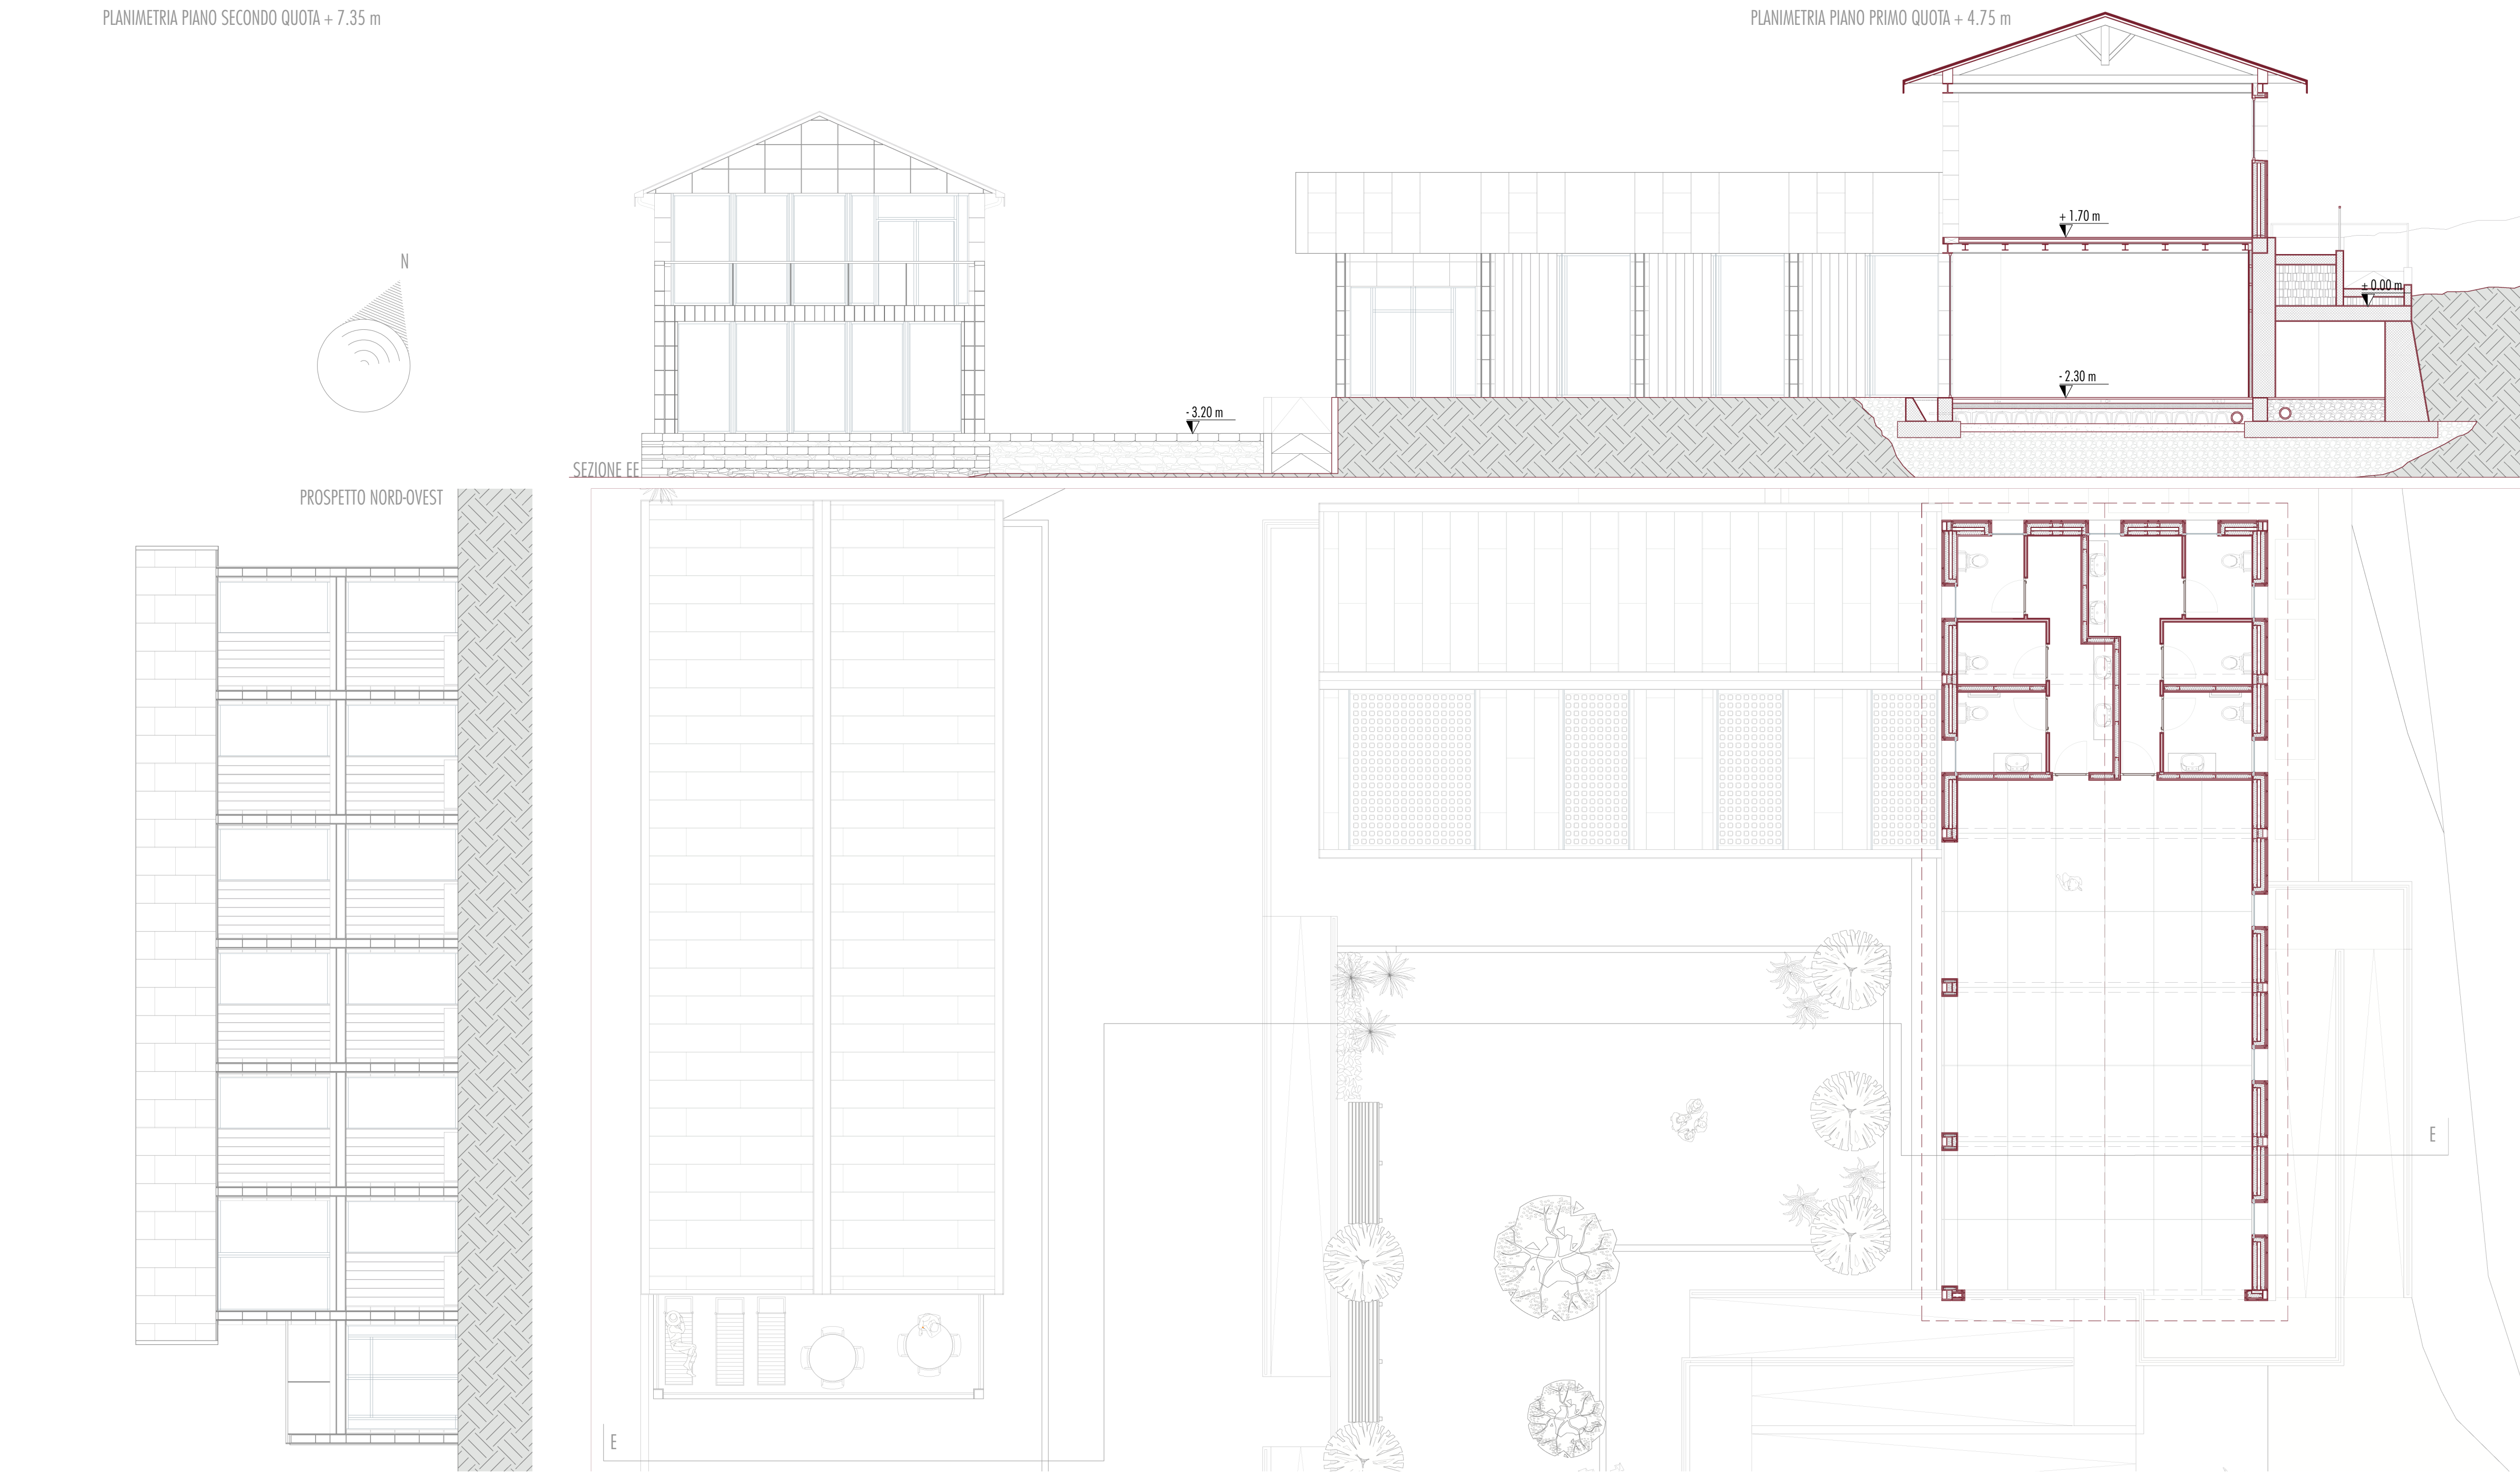 PLANIMETRIA PIANO SECONDO QUOTA + 7.35 m
PLANIMETRIA PIANO PRIMO QUOTA + 4.75 m
+ 1.70 m
N
± 0.00 m
- 2.30 m
- 3.20 m
SEZIONE EE
PROSPETTO NORD-OVEST
E
E